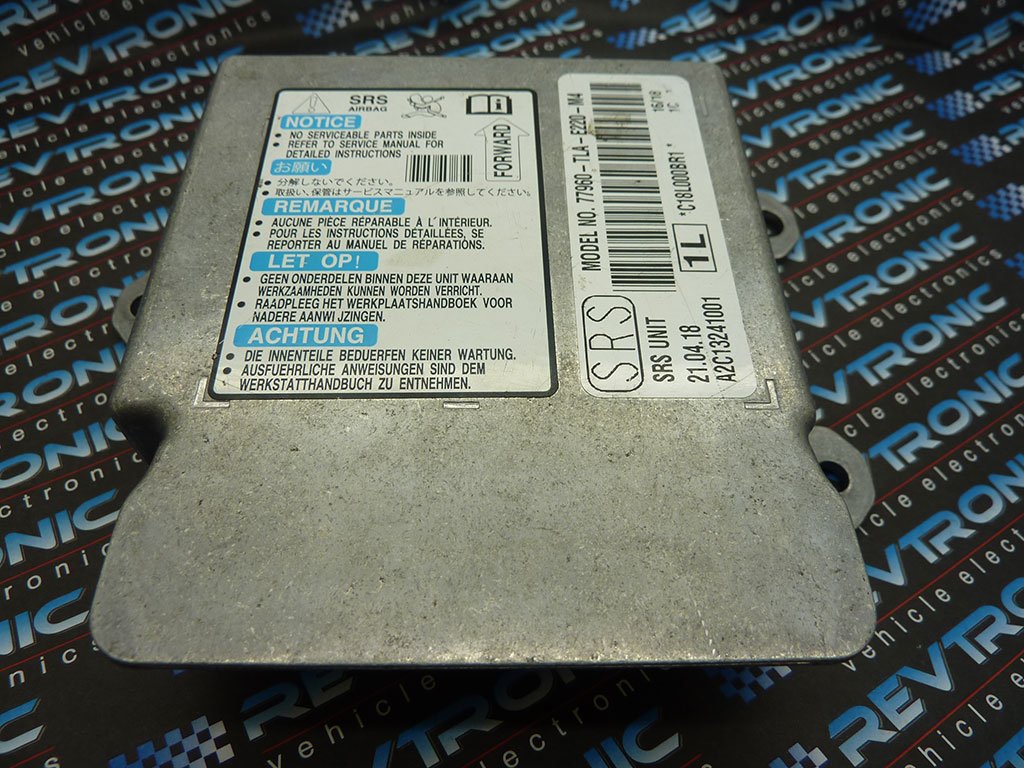 SRS
AIRBAG
NOTICE
• NO SERVICEABLE PARTS INSIDE
• REFER TO SERVICE MANUAL FOR
DETAILED INSTRUCTIONS
FORWARD
お願い
• 分解しないでください。
• 取扱い、保管はサービスマニュアルを参照してください。
REMARQUE
• AUCUNE PIÈCE RÉPARABLE À L'INTÉRIEUR.
• POUR LES INSTRUCTIONS DÉTAILLÉES, SE
REPORTER AU MANUEL DE RÉPARATIONS.
LET OP!
• GEEN ONDERDELEN BINNEN DEZE UNIT WAARAAN
WERKZAAMHEDEN KUNNEN WORDEN VERRICHT.
• RAADPLEEG HET WERKPLAATSHANDBOEK VOOR
NADERE AANWIJZINGEN.
ACHTUNG
• DIE INNENTEILE BEDUERFEN KEINER WARTUNG.
• AUSFUEHRLICHE ANWEISUNGEN SIND DEM
WERKSTATTHANDBUCH ZU ENTNEHMEN.
SRS
SRS UNIT
21.04.18
A2C13241001
MODEL NO. 77960-TLA-E220-M4
1L
*C18L000BR1*
1C
REVTRONIC
vehicle electronics